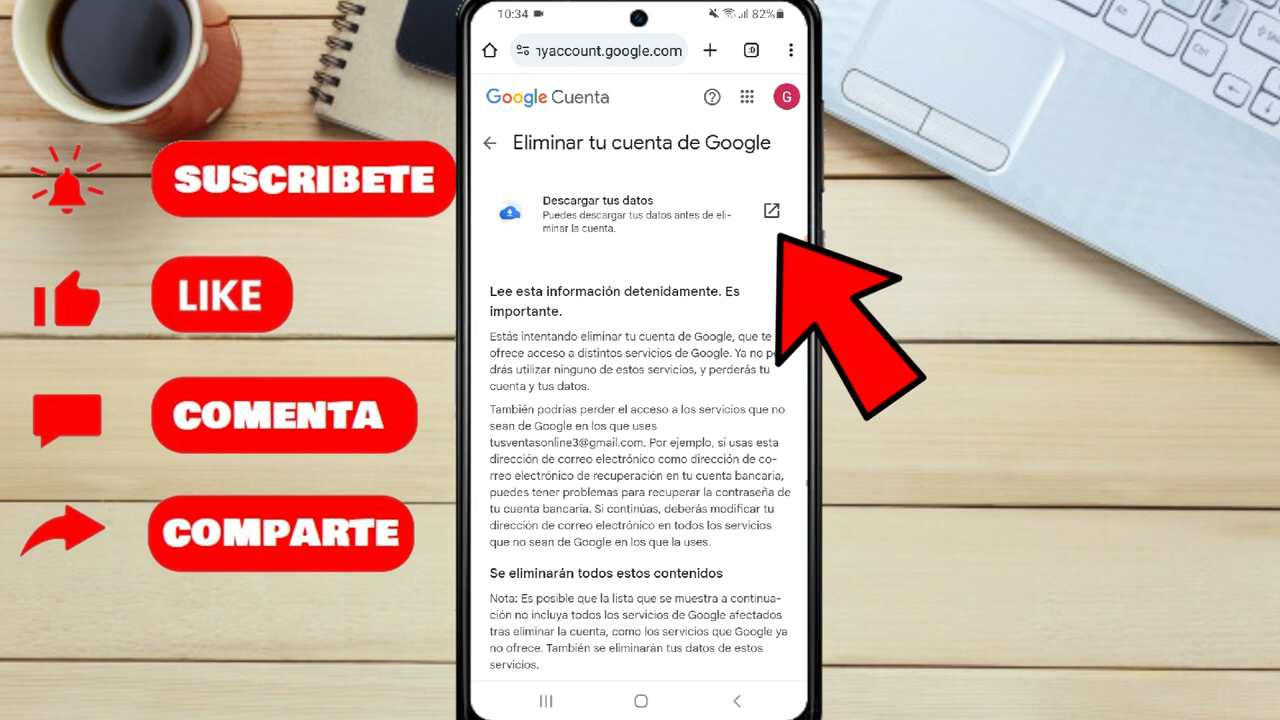 SUSCRIBETE
LIKE
COMENTA
COMPARTE
10:34
82%
nyaccount.google.com
:D
Google Cuenta
G
Eliminar tu cuenta de Google
Descargar tus datos
Puedes descargar tus datos antes de eli-
minar la cuenta.
Lee esta información detenidamente. Es
importante.
Estás intentando eliminar tu cuenta de Google, que te
ofrece acceso a distintos servicios de Google. Ya no po
drás utilizar ninguno de estos servicios, y perderás tu
cuenta y tus datos.
También podrías perder el acceso a los servicios que no
sean de Google en los que uses
tusventasonline3@gmail.com. Por ejemplo, si usas esta
dirección de correo electrónico como dirección de co-
rreo electrónico de recuperación en tu cuenta bancaria,
puedes tener problemas para recuperar la contraseña de
tu cuenta bancaria. Si continúas, deberás modificar tu
dirección de correo electrónico en todos los servicios
que no sean de Google en los que la uses.
Se eliminarán todos estos contenidos
Nota: Es posible que la lista que se muestra a continua-
ción no incluya todos los servicios de Google afectados
tras eliminar la cuenta, como los servicios que Google ya
no ofrece. También se eliminarán tus datos de estos
servicios.
Ctrl